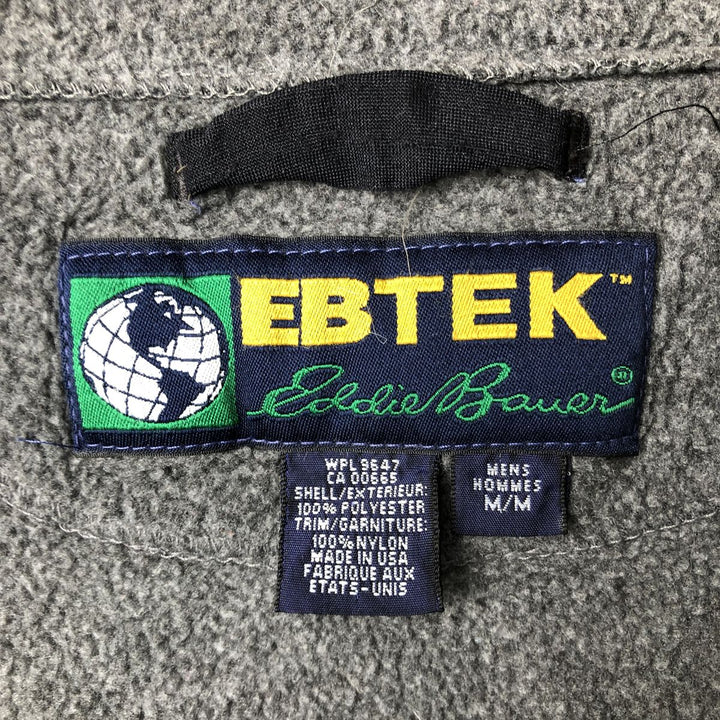 EBTEK™
Eddie Bauer®
WPL 9647
CA 00665
SHELL/EXTERIEUR:
100% POLYESTER
TRIM/GARNITURE:
100% NYLON
MADE IN USA
FABRIQUE AUX
ETATS-UNIS
MENS
HOMMES
M/M